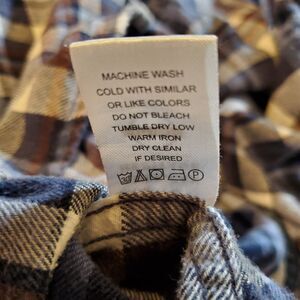 MACHINE WASH
COLD WITH SIMILAR
OR LIKE COLORS
DO NOT BLEACH
TUMBLE DRY LOW
WARM IRON
DRY CLEAN
IF DESIRED